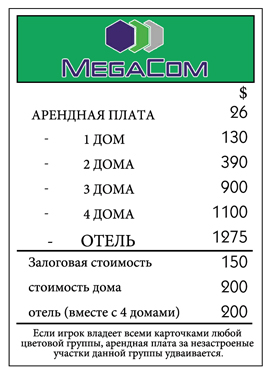 MEGACOM
$
АРЕНДНАЯ ПЛАТА 26
- 1 ДОМ 130
- 2 ДОМА 390
- 3 ДОМА 900
- 4 ДОМА 1100
- ОТЕЛЬ 1275
Залоговая стоимость 150
стоимость дома 200
отель (вместе с 4 домами) 200
Если игрок владеет всеми карточками любой
цветовой группы, арендная плата за незастроеные
участки данной группы удваивается.